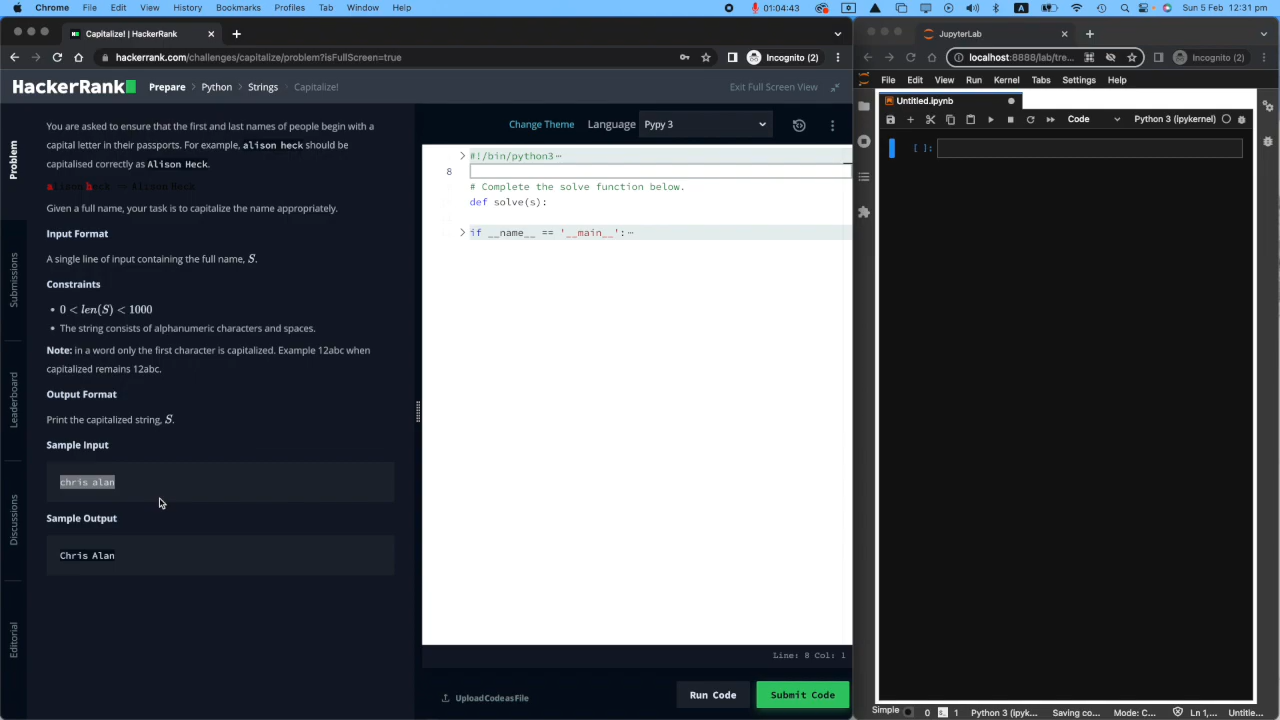 Chrome File Edit View History Bookmarks Profiles Tab Window Help 01:04:43 A Sun 5 Feb 12:31 pm
Capitalize! | HackerRank
JupyterLab
hackerrank.com/challenges/capitalize/problem?isFullScreen=true Incognito (2)
localhost:8888/lab/tre... Incognito (2)
HackerRank Prepare Python Strings Capitalize! Exit Full Screen View
File Edit View Run Kernel Tabs Settings Help
Untitled.ipynb
Code Python 3 (ipykernel)
[ ]:
Problem
Submissions
Leaderboard
Discussions
Editorial
You are asked to ensure that the first and last names of people begin with a
capital letter in their passports. For example, alison heck should be
capitalised correctly as Alison Heck.
alison heck ⇒ Alison Heck
Given a full name, your task is to capitalize the name appropriately.
Input Format
A single line of input containing the full name, S.
Constraints
• 0 < len(S) < 1000
• The string consists of alphanumeric characters and spaces.
Note: in a word only the first character is capitalized. Example 12abc when
capitalized remains 12abc.
Output Format
Print the capitalized string, S.
Sample Input
chris alan
Sample Output
Chris Alan
Change Theme Language Pypy 3
#!/bin/python3
8
# Complete the solve function below.
def solve(s):
if __name__ == '__main__':
Line: 8 Col: 1
Upload Code as File Run Code Submit Code
Simple 0 1 Python 3 (ipyk... Saving co... Mode: C... Ln 1,... Untitle...